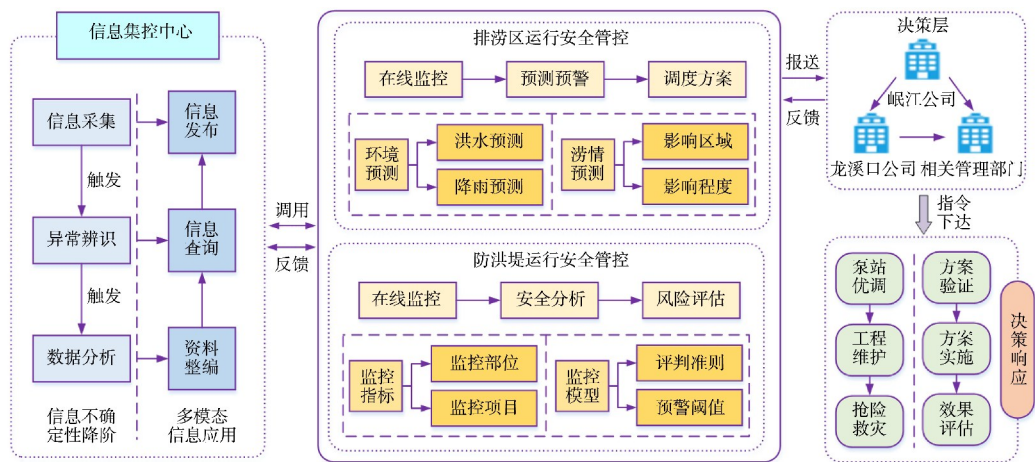 信息集控中心
信息采集
触发
异常辨识
触发
数据分析
信息不确
定性降阶
信息
发布
信息
查询
资料
整编
多模态
信息应用
调用
反馈
排涝区运行安全管控
在线监控
预测预警
调度方案
环境
预测
洪水预测
降雨预测
涝情
预测
影响区域
影响程度
防洪堤运行安全管控
在线监控
安全分析
风险评估
监控
指标
监控部位
监控项目
监控
模型
评判准则
预警阈值
报送
反馈
决策层
岷江公司
龙溪口公司
相关管理部门
指令
下达
泵站
优调
工程
维护
抢险
救灾
方案
验证
方案
实施
效果
评估
决策响应